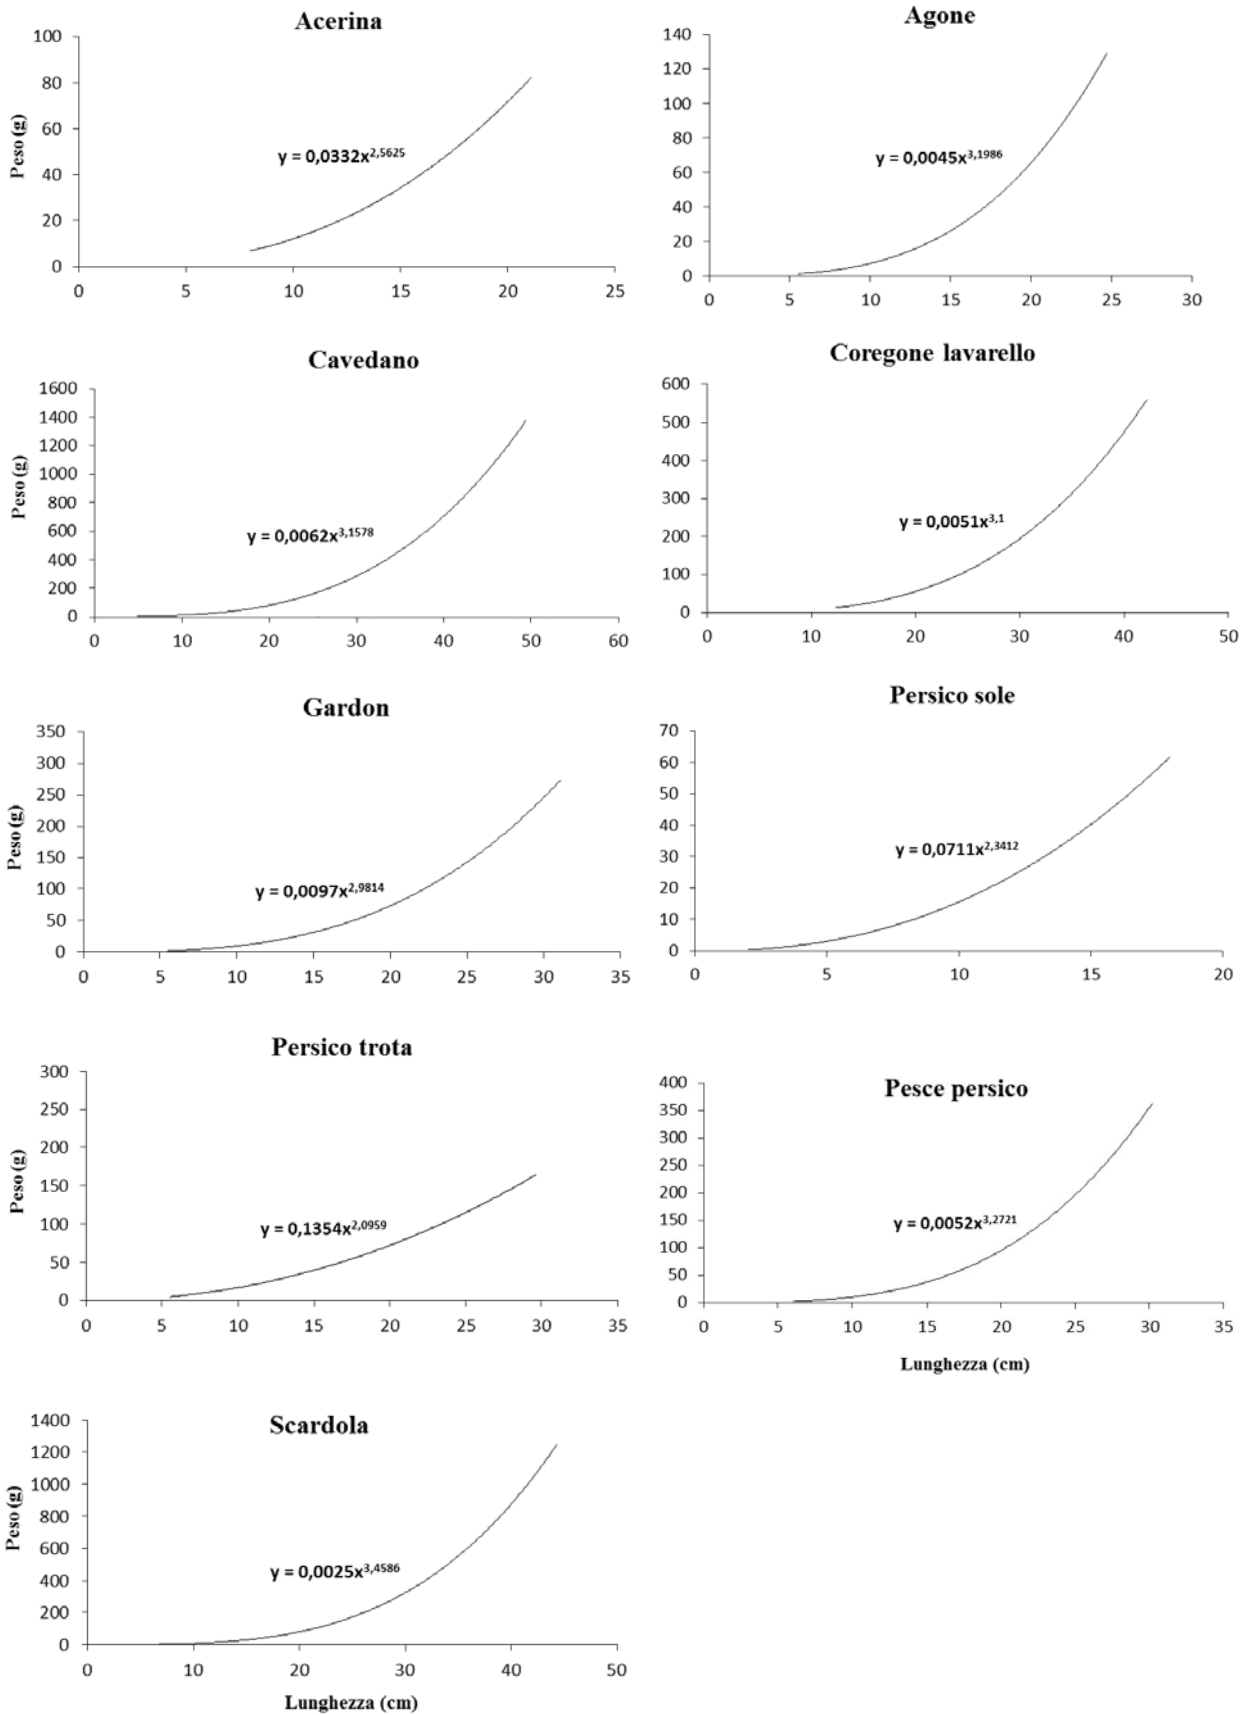 Acerina
100
80
60
40
20
0
Peso (g)
y = 0,0332x^2,5625
0 5 10 15 20 25
Agone
140
120
100
80
60
40
20
0
y = 0,0045x^3,1986
0 5 10 15 20 25 30
Cavedano
1600
1400
1200
1000
800
600
400
200
0
Peso (g)
y = 0,0062x^3,1578
0 10 20 30 40 50 60
Coregone lavarello
600
500
400
300
200
100
0
y = 0,0051x^3,1
0 10 20 30 40 50
Gardon
350
300
250
200
150
100
50
0
Peso (g)
y = 0,0097x^2,9814
0 5 10 15 20 25 30 35
Persico sole
70
60
50
40
30
20
10
0
y = 0,0711x^2,3412
0 5 10 15 20
Persico trota
300
250
200
150
100
50
0
Peso (g)
y = 0,1354x^2,0959
0 5 10 15 20 25 30 35
Pesce persico
400
350
300
250
200
150
100
50
0
y = 0,0052x^3,2721
0 5 10 15 20 25 30 35
Lunghezza (cm)
Scardola
1400
1200
1000
800
600
400
200
0
Peso (g)
y = 0,0025x^3,4586
0 10 20 30 40 50
Lunghezza (cm)